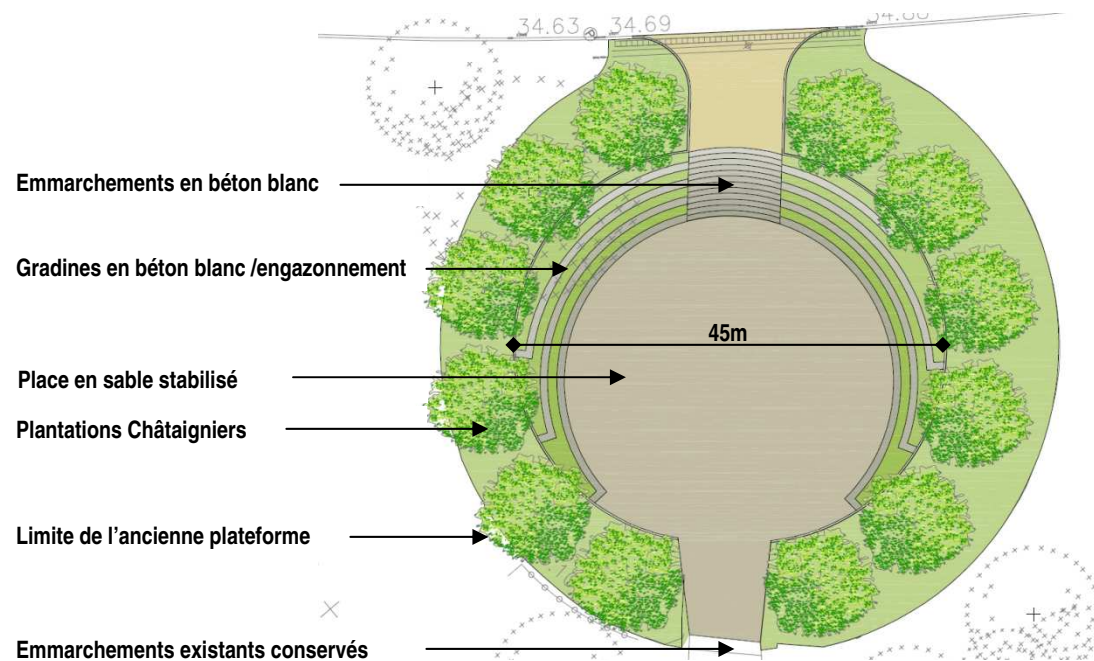 34.63 34.69
Emmarchements en béton blanc
Gradines en béton blanc /engazonnement
45m
Place en sable stabilisé
Plantations Châtaigniers
Limite de l'ancienne plateforme
Emmarchements existants conservés